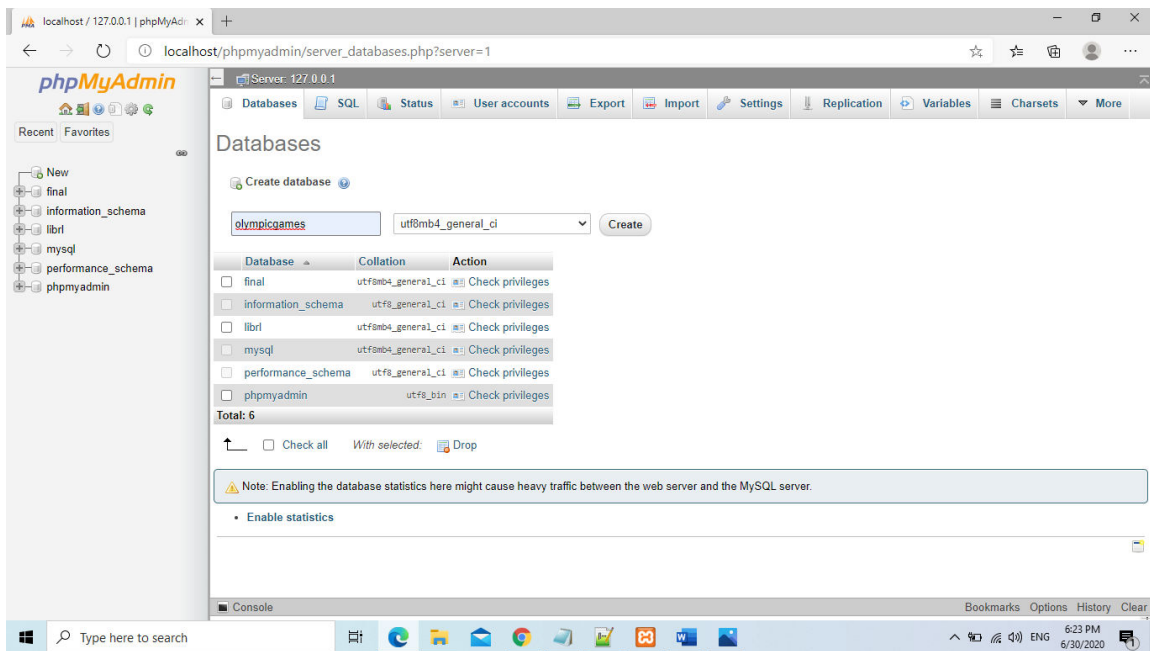 localhost / 127.0.0.1 | phpMyAdn
localhost/phpmyadmin/server_databases.php?server=1
phpMyAdmin
Recent Favorites
New
final
information_schema
librl
mysql
performance_schema
phpmyadmin
Server: 127.0.0.1
Databases SQL Status User accounts Export Import Settings Replication Variables Charsets More
Databases
Create database
olympicgames utf8mb4_general_ci Create
Database Collation Action
final utf8mb4_general_ci Check privileges
information_schema utf8_general_ci Check privileges
librl utf8mb4_general_ci Check privileges
mysql utf8mb4_general_ci Check privileges
performance_schema utf8_general_ci Check privileges
phpmyadmin utf8_bin Check privileges
Total: 6
Check all With selected: Drop
Note: Enabling the database statistics here might cause heavy traffic between the web server and the MySQL server.
• Enable statistics
Console Bookmarks Options History Clear
Type here to search
ENG 6:23 PM
6/30/2020